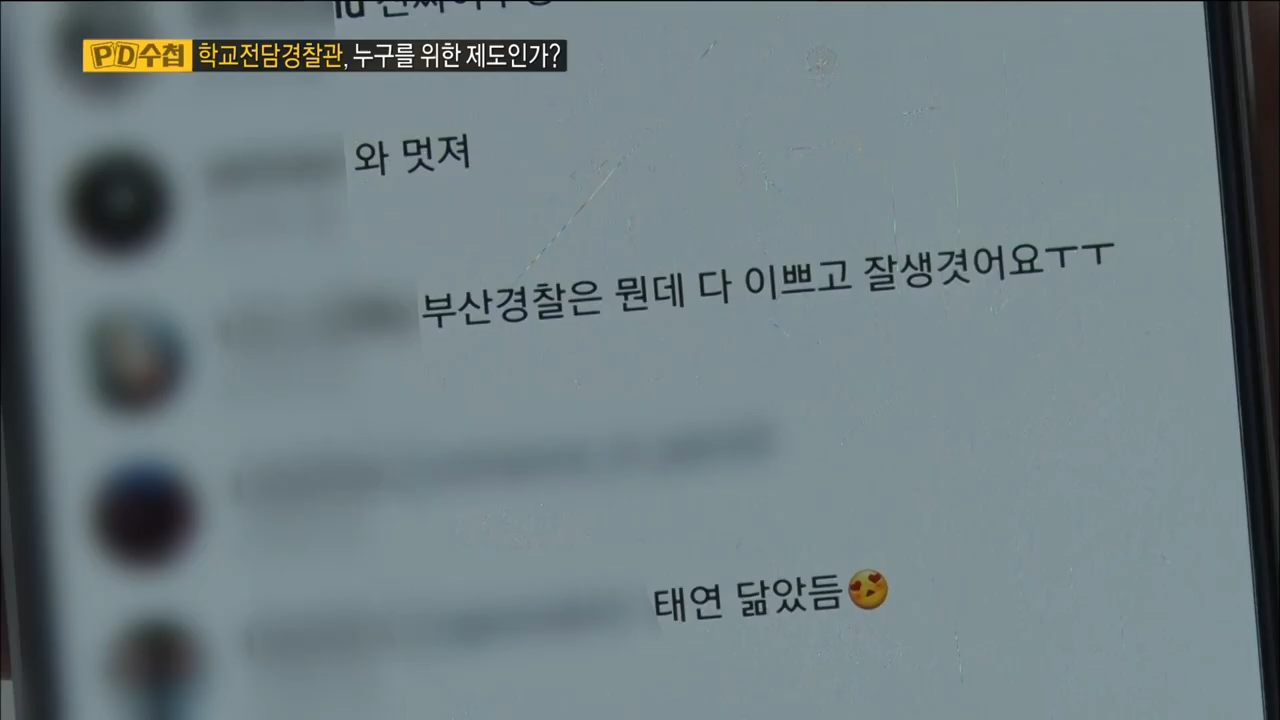 PD수첩 학교전담경찰관, 누구를 위한 제도인가?
와 멋져
부산경찰은 뭔데 다 이쁘고 잘생겻어요ㅜㅜ
태연 닮았듬😍